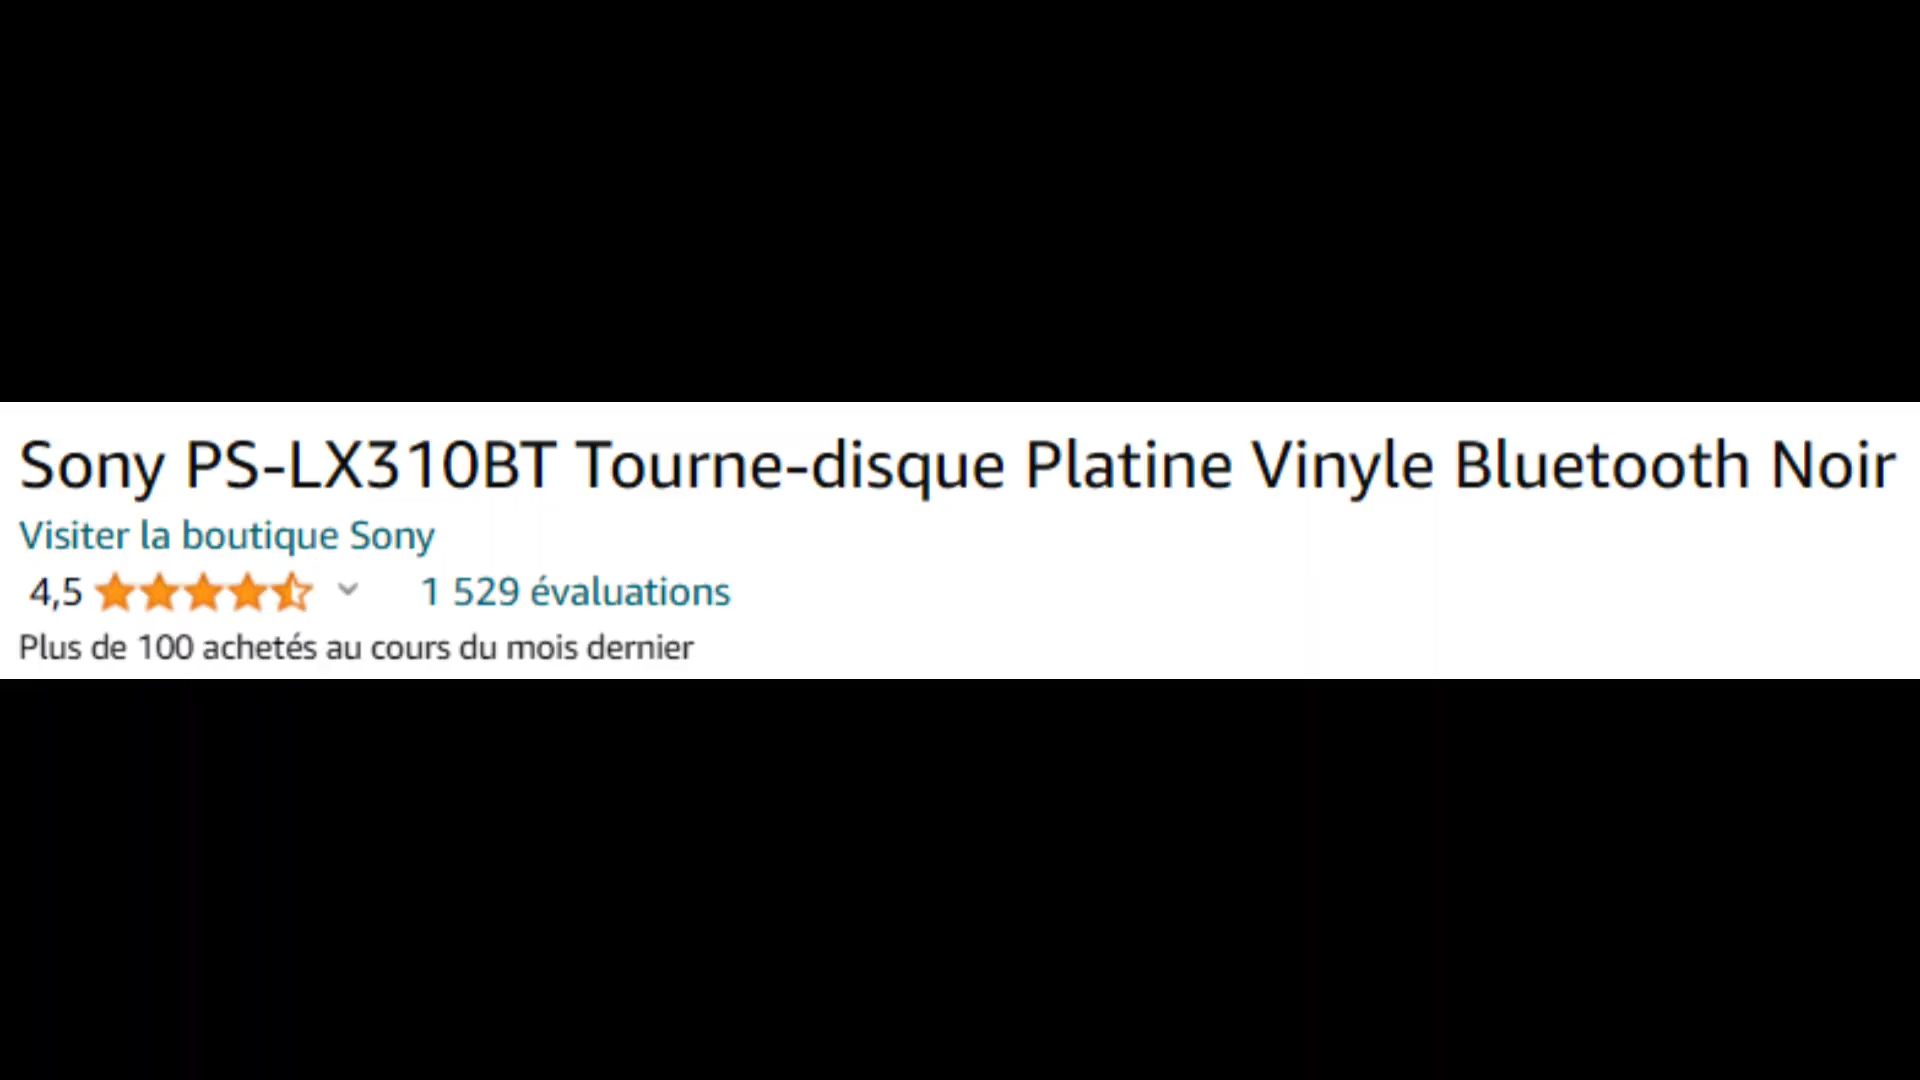 Sony PS-LX310BT Tourne-disque Platine Vinyle Bluetooth Noir
Visiter la boutique Sony
4,5 1 529 évaluations
Plus de 100 achetés au cours du mois dernier